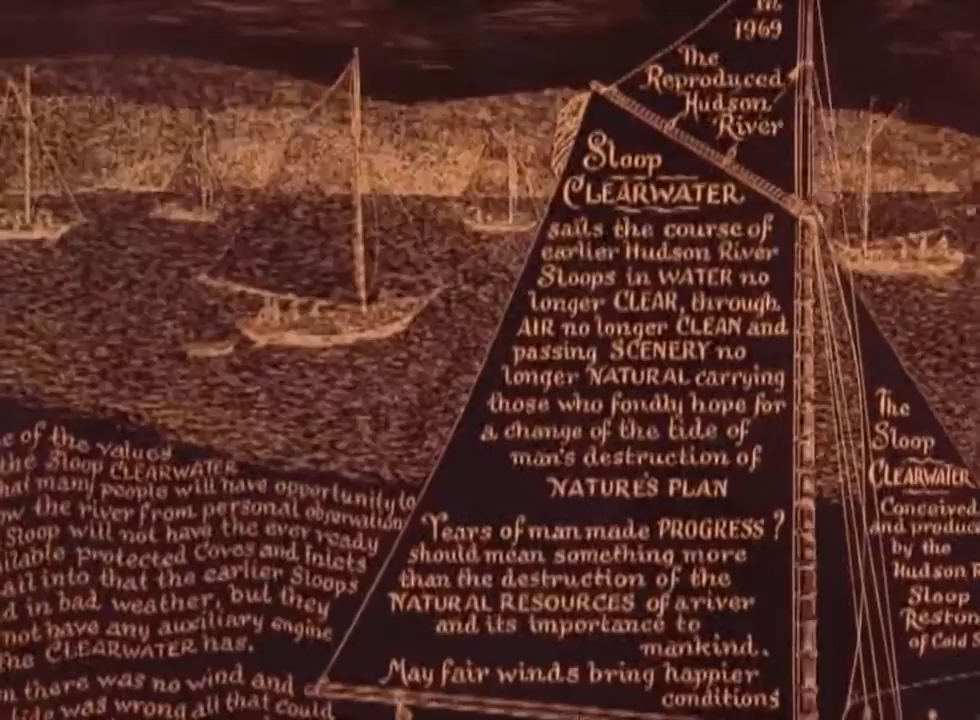 In
1969
The
Reproduced
Hudson
River
Sloop
CLEARWATER
sails the course of
earlier Hudson River
Sloops in WATER no
longer CLEAR, through
AIR no longer CLEAN and
passing SCENERY no
longer NATURAL carrying
those who fondly hope for
a change of the tide of
man's destruction of
NATURE'S PLAN
Years of man made PROGRESS?
should mean something more
than the destruction of the
NATURAL RESOURCES of a river
and its importance to
mankind.
May fair winds bring happier
conditions
of the values
the Sloop CLEARWATER
many people will have opportunity to
the river from personal observation
Sloop will not have the ever ready
protected Coves and Inlets
into that the earlier Sloops
in bad weather, but they
not have any auxiliary engine
the CLEARWATER has.
there was no wind and
was wrong all that could
The
Sloop
CLEARWATER
Conceived
and produ
by the
Hudson R
Sloop
Reston
of Cold S